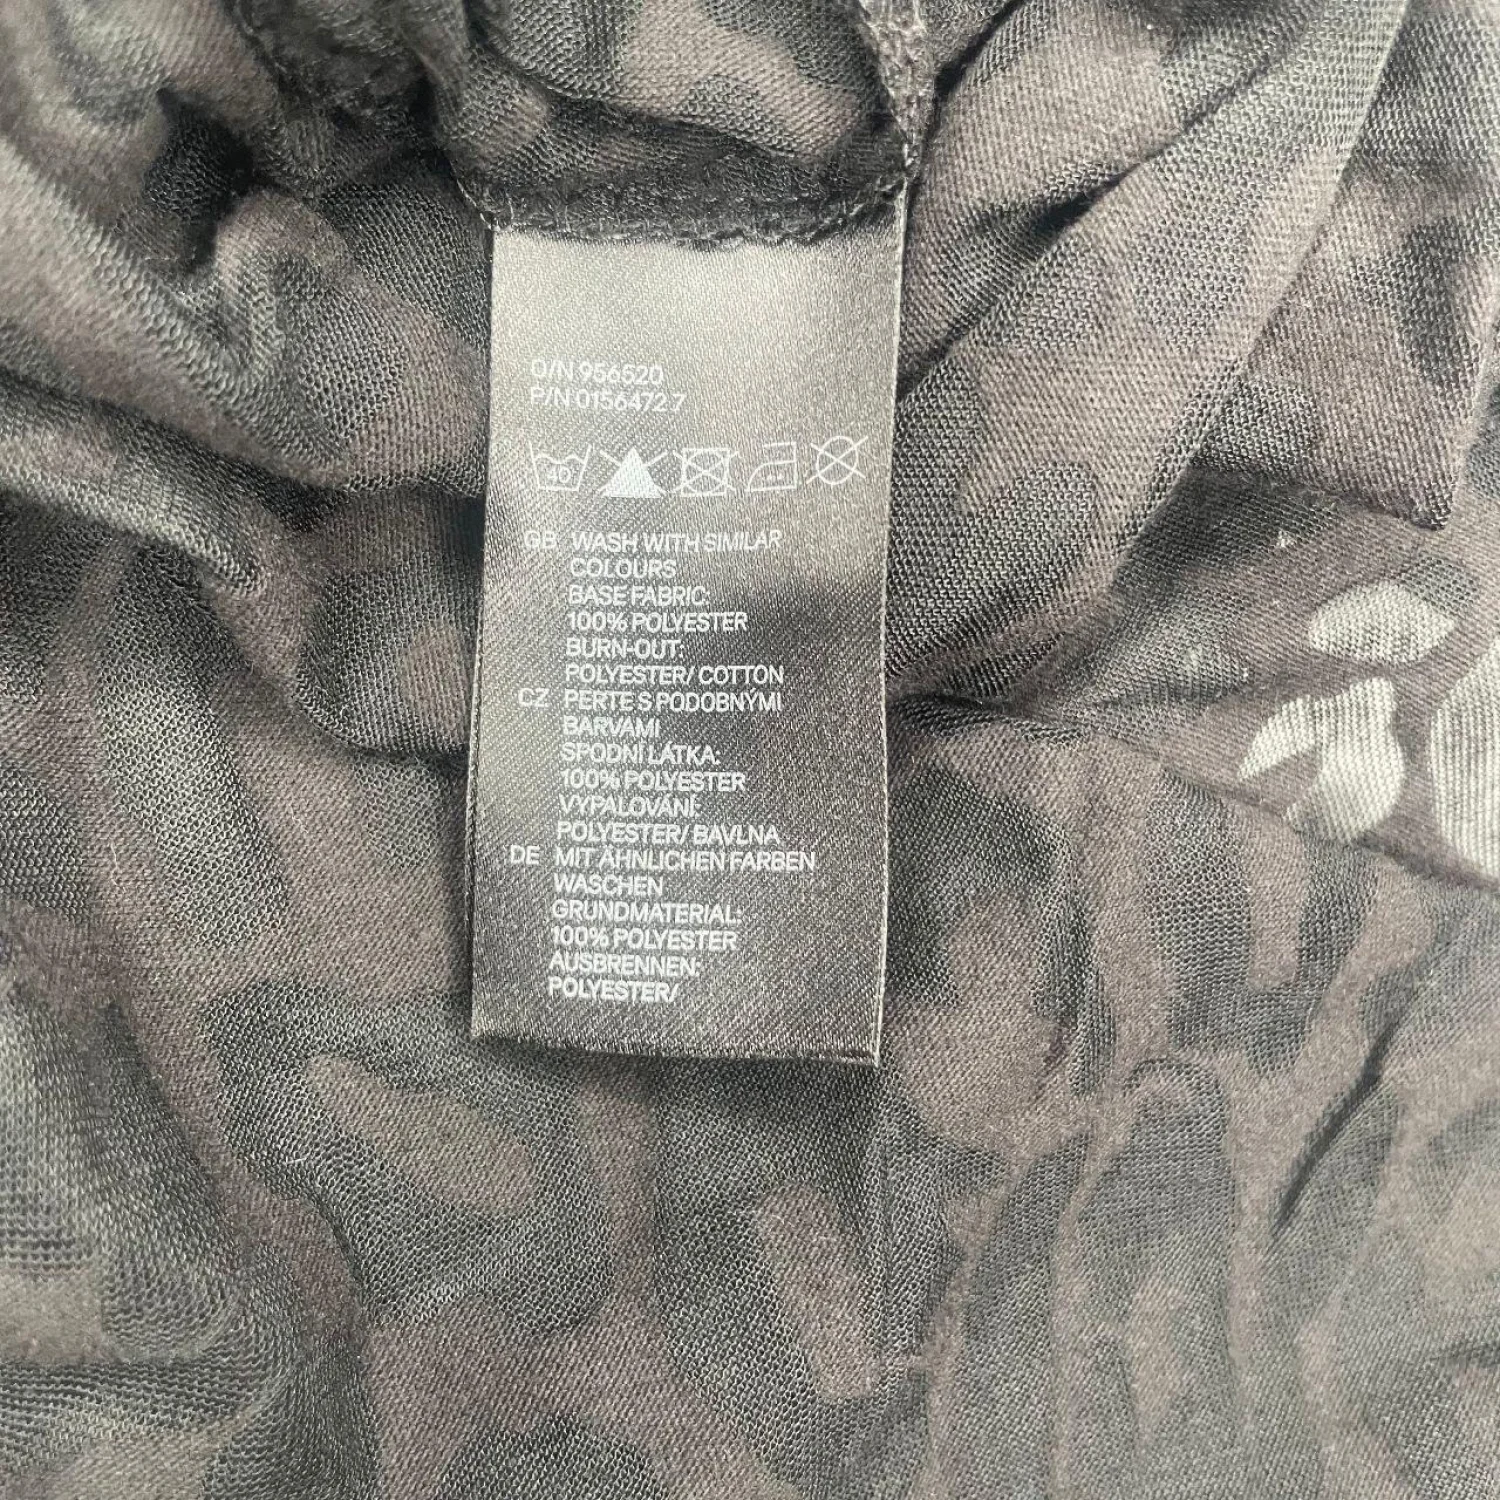 O/N 956520
P/N 0156472.7
GB WASH WITH SIMILAR
COLOURS
BASE FABRIC:
100% POLYESTER
BURN-OUT:
POLYESTER/ COTTON
CZ PERTE S PODOBNÝMI
BARVAMI
SPODNÍ LÁTKA:
100% POLYESTER
VYPALOVÁNÍ:
POLYESTER/ BAVLNA
DE MIT ÄHNLICHEN FARBEN
WASCHEN
GRUNDMATERIAL:
100% POLYESTER
AUSBRENNEN:
POLYESTER/